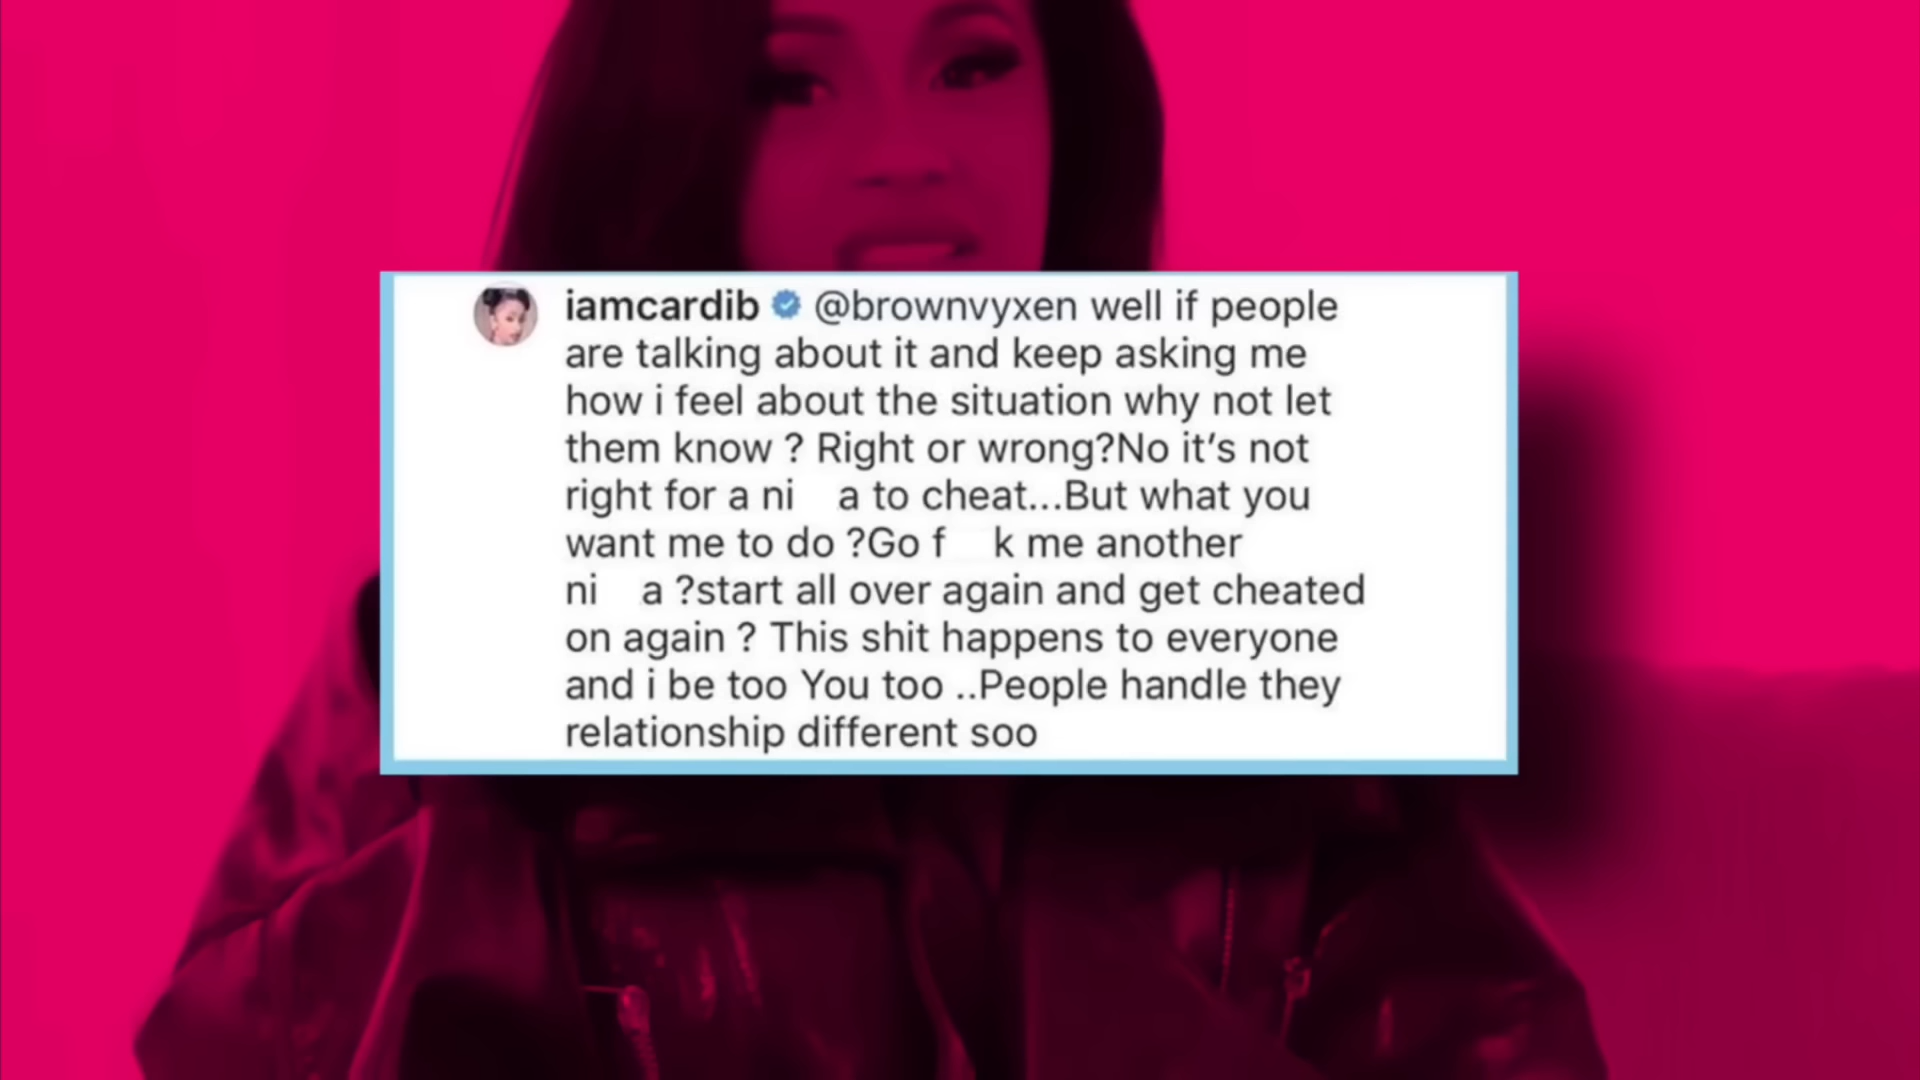 iamcardib @brownvyxen well if people
are talking about it and keep asking me
how i feel about the situation why not let
them know ? Right or wrong?No it's not
right for a ni a to cheat...But what you
want me to do ?Go f k me another
ni a ?start all over again and get cheated
on again ? This shit happens to everyone
and i be too You too ..People handle they
relationship different soo